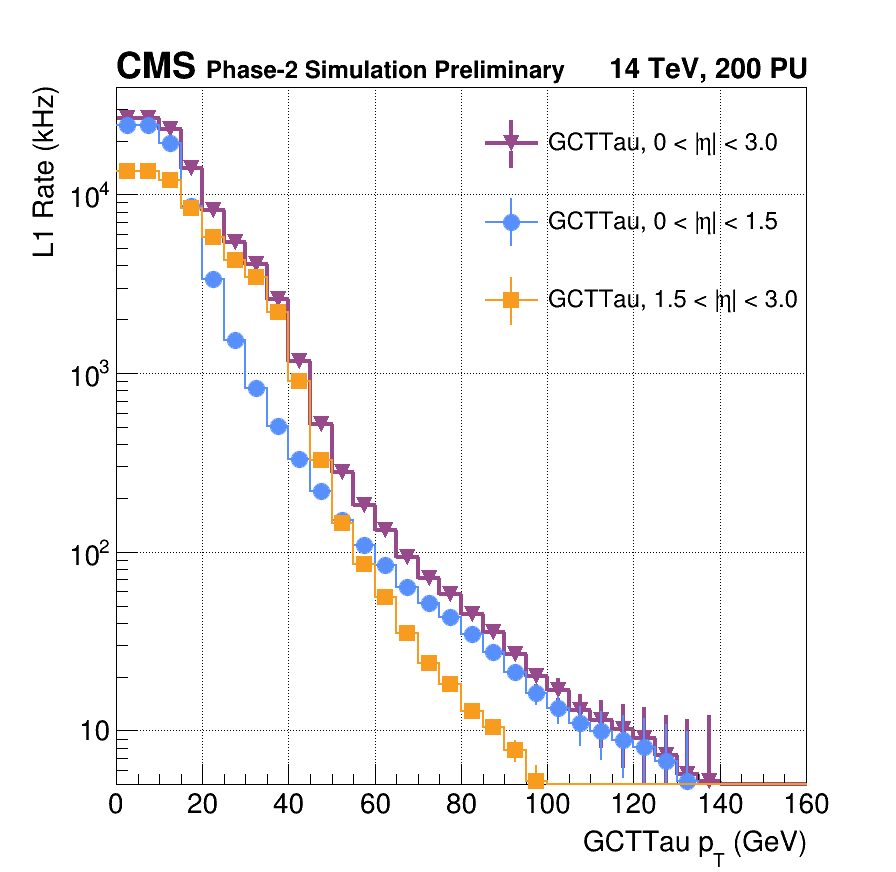 CMS Phase-2 Simulation Preliminary 14 TeV, 200 PU
L1 Rate (kHz)
GCTTau, 0 < |η| < 3.0
GCTTau, 0 < |η| < 1.5
GCTTau, 1.5 < |η| < 3.0
10⁴
10³
10²
10
0 20 40 60 80 100 120 140 160
GCTTau p_T (GeV)